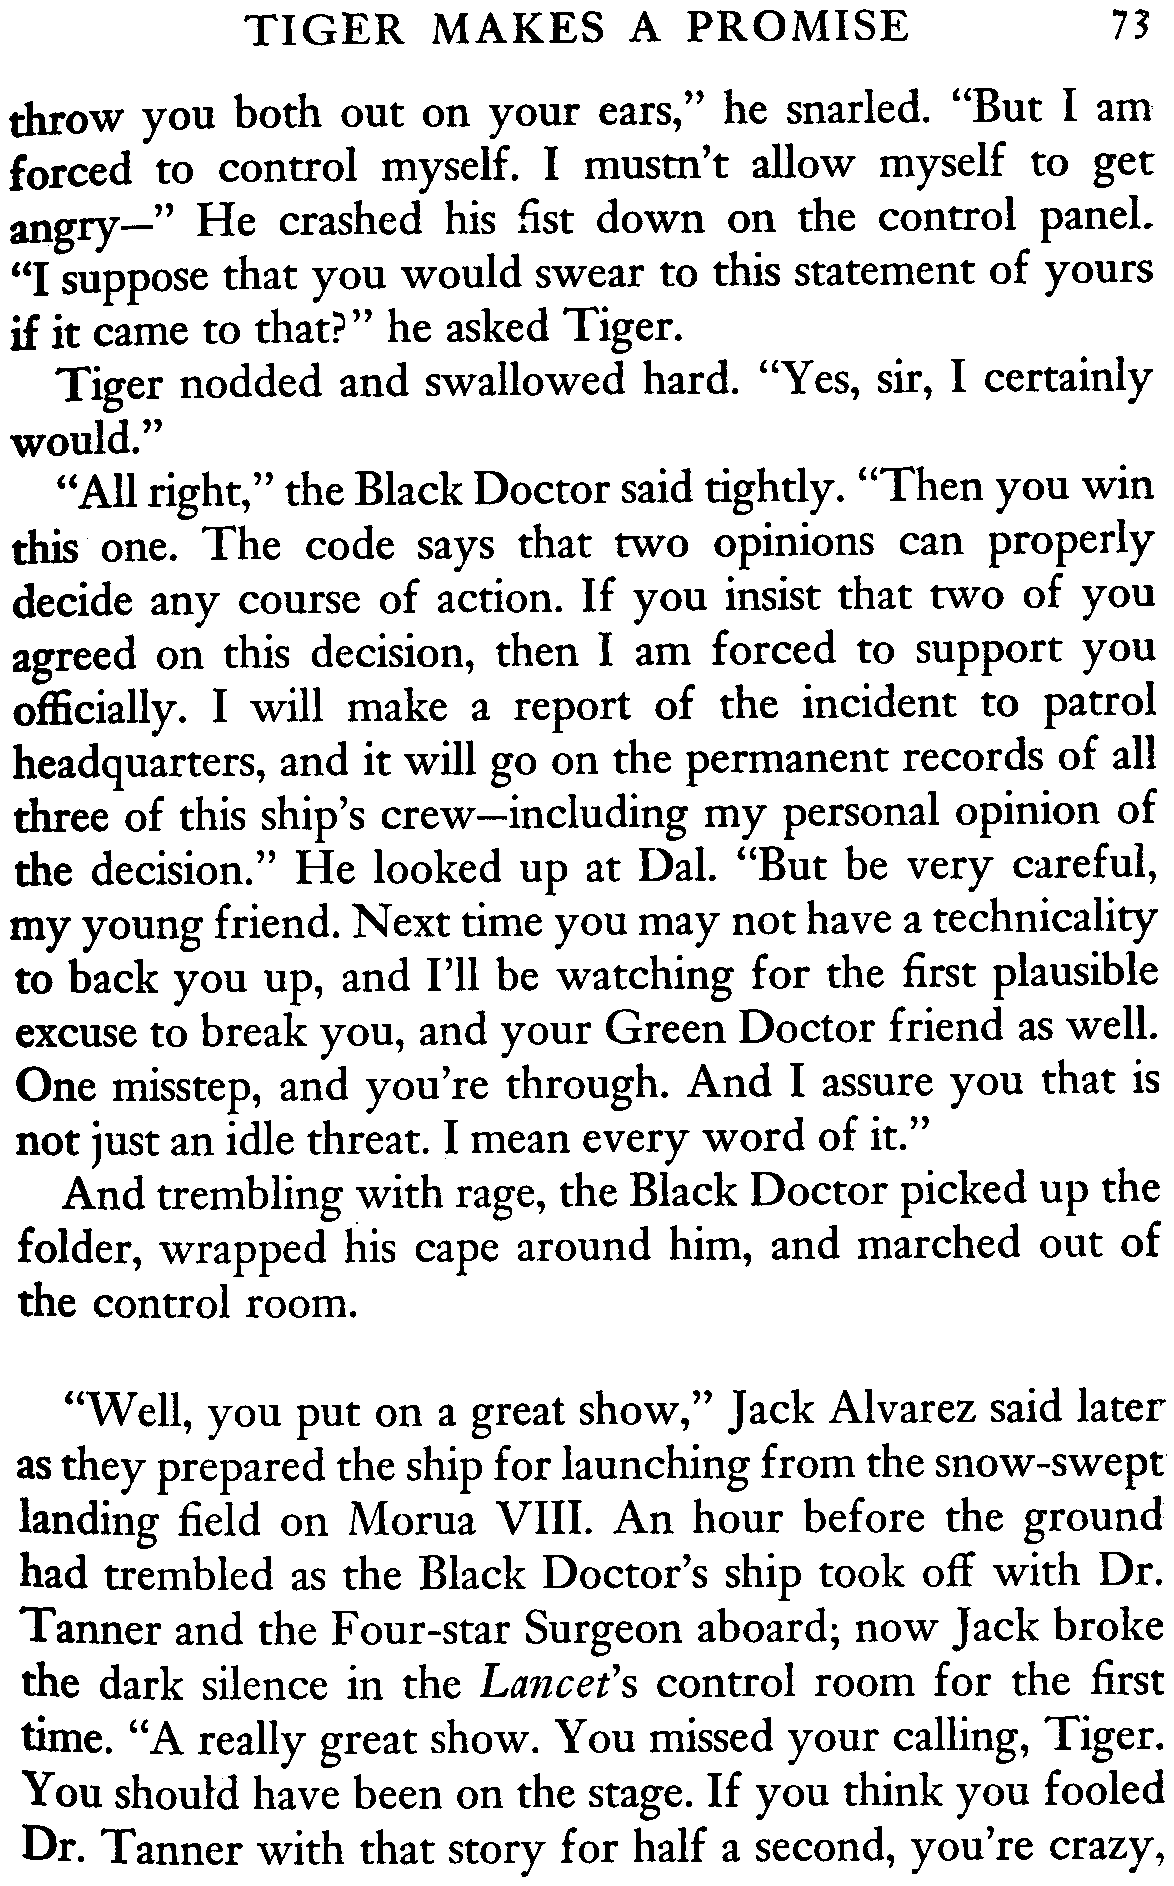 TIGER MAKES A PROMISE 73
throw you both out on your ears,” he snarled. “But I am
forced to control myself. I mustn’t allow myself to get
angry—” He crashed his fist down on the control panel.
“I suppose that you would swear to this statement of yours
if it came to that?” he asked Tiger.
Tiger nodded and swallowed hard. “Yes, sir, I certainly
would.”
“All right,” the Black Doctor said tightly. “Then you win
this one. The code says that two opinions can properly
decide any course of action. If you insist that two of you
agreed on this decision, then I am forced to support you
officially. I will make a report of the incident to patrol
headquarters, and it will go on the permanent records of all
three of this ship’s crew—including my personal opinion of
the decision.” He looked up at Dal. “But be very careful,
my young friend. Next time you may not have a technicality
to back you up, and I’ll be watching for the first plausible
excuse to break you, and your Green Doctor friend as well.
One misstep, and you’re through. And I assure you that is
not just an idle threat. I mean every word of it.”
And trembling with rage, the Black Doctor picked up the
folder, wrapped his cape around him, and marched out of
the control room.
“Well, you put on a great show,” Jack Alvarez said later
as they prepared the ship for launching from the snow-swept
landing field on Morua VIII. An hour before the ground
had trembled as the Black Doctor’s ship took off with Dr.
Tanner and the Four-star Surgeon aboard; now Jack broke
the dark silence in the Lancet’s control room for the first
time. “A really great show. You missed your calling, Tiger.
You should have been on the stage. If you think you fooled
Dr. Tanner with that story for half a second, you’re crazy,